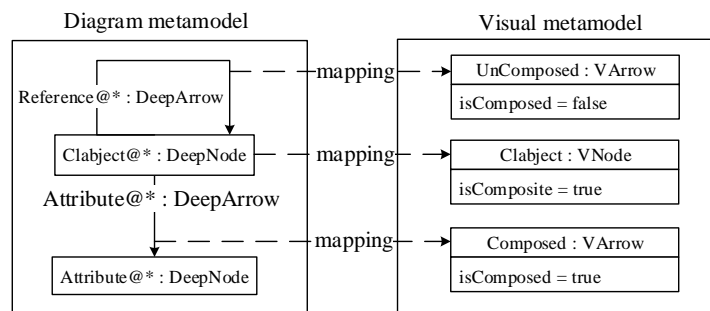 Diagram metamodel
Reference@* : DeepArrow
Clabject@* : DeepNode
Attribute@* : DeepArrow
Attribute@* : DeepNode
mapping
mapping
mapping
Visual metamodel
UnComposed : VArrow
isComposed = false
Clabject : VNode
isComposite = true
Composed : VArrow
isComposed = true